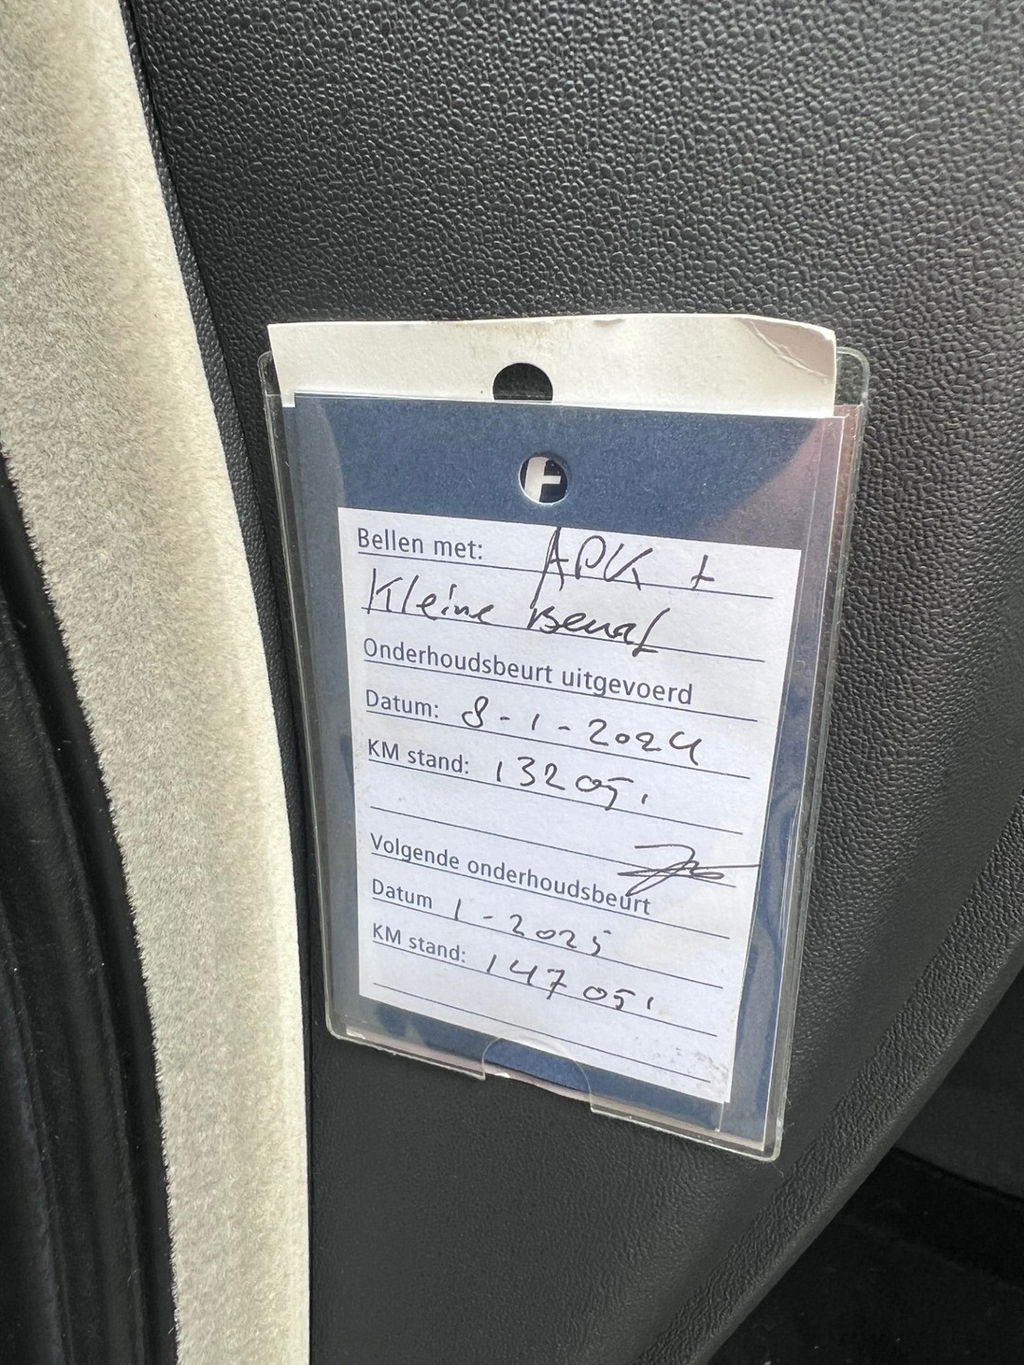 Bellen met: APK +
Kleine Beurt
Onderhoudsbeurt uitgevoerd
Datum: 8-1-2024
KM stand: 132051
Volgende onderhoudsbeurt
Datum 1-2025
KM stand: 147051